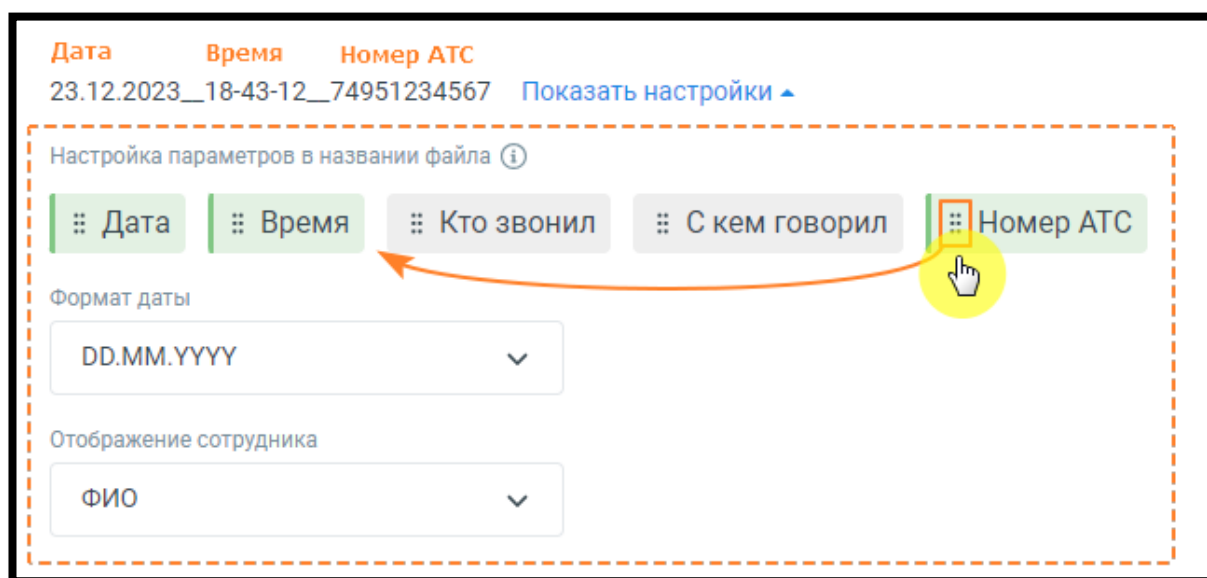 Дата Время Номер АТС
23.12.2023__18-43-12__74951234567 Показать настройки
Настройка параметров в названии файла
Дата Время Кто звонил С кем говорил Номер АТС
Формат даты
DD.MM.YYYY
Отображение сотрудника
ФИО